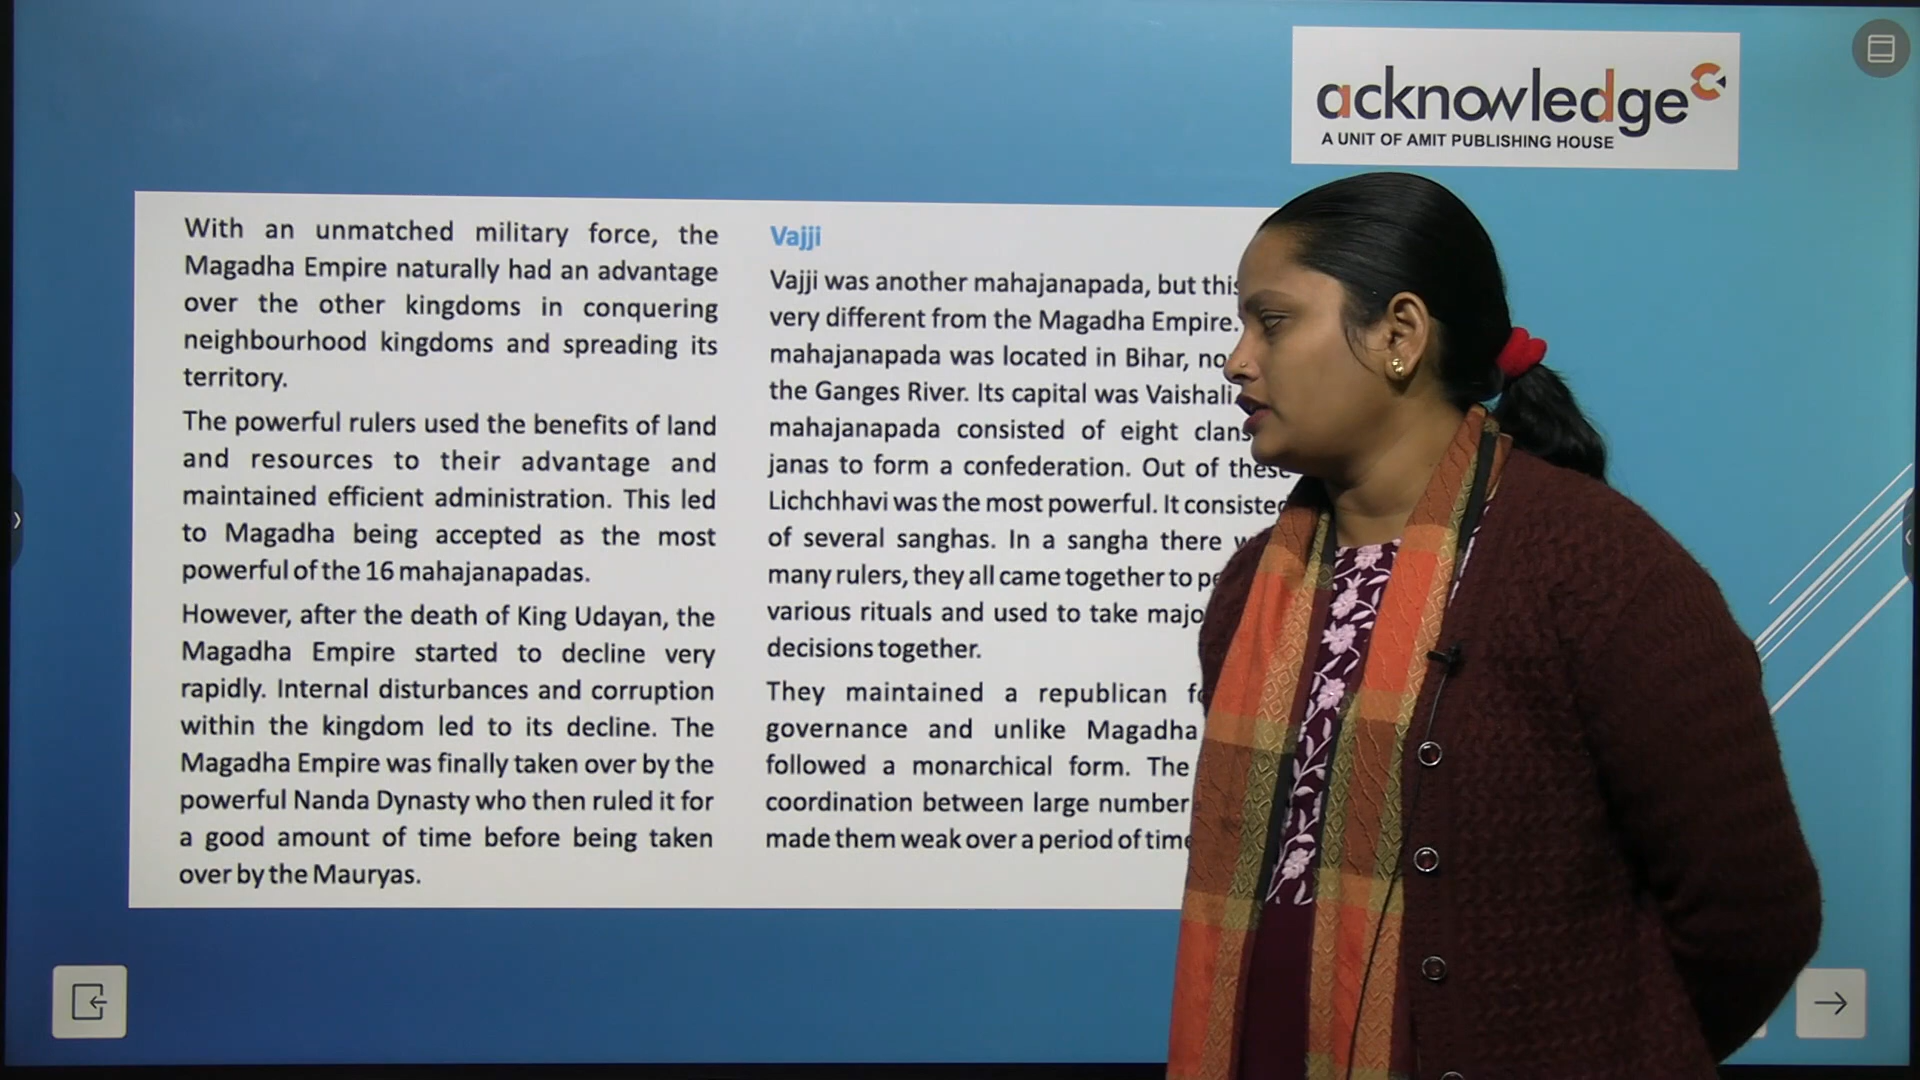 acknowledge
A UNIT OF AMIT PUBLISHING HOUSE
With an unmatched military force, the
Magadha Empire naturally had an advantage
over the other kingdoms in conquering
neighbourhood kingdoms and spreading its
territory.
The powerful rulers used the benefits of land
and resources to their advantage and
maintained efficient administration. This led
to Magadha being accepted as the most
powerful of the 16 mahajanapadas.
However, after the death of King Udayan, the
Magadha Empire started to decline very
rapidly. Internal disturbances and corruption
within the kingdom led to its decline. The
Magadha Empire was finally taken over by the
powerful Nanda Dynasty who then ruled it for
a good amount of time before being taken
over by the Mauryas.
Vajji
Vajji was another mahajanapada, but this
very different from the Magadha Empire.
mahajanapada was located in Bihar,
the Ganges River. Its capital was Vaishali.
mahajanapada consisted of eight clans
janas to form a confederation. Out of these
Lichchhavi was the most powerful. It consisted
of several sanghas. In a sangha there
many rulers, they all came together to
various rituals and used to take major
decisions together.
They maintained a republican
governance and unlike Magadha
followed a monarchical form. The
coordination between large number
made them weak over a period of time